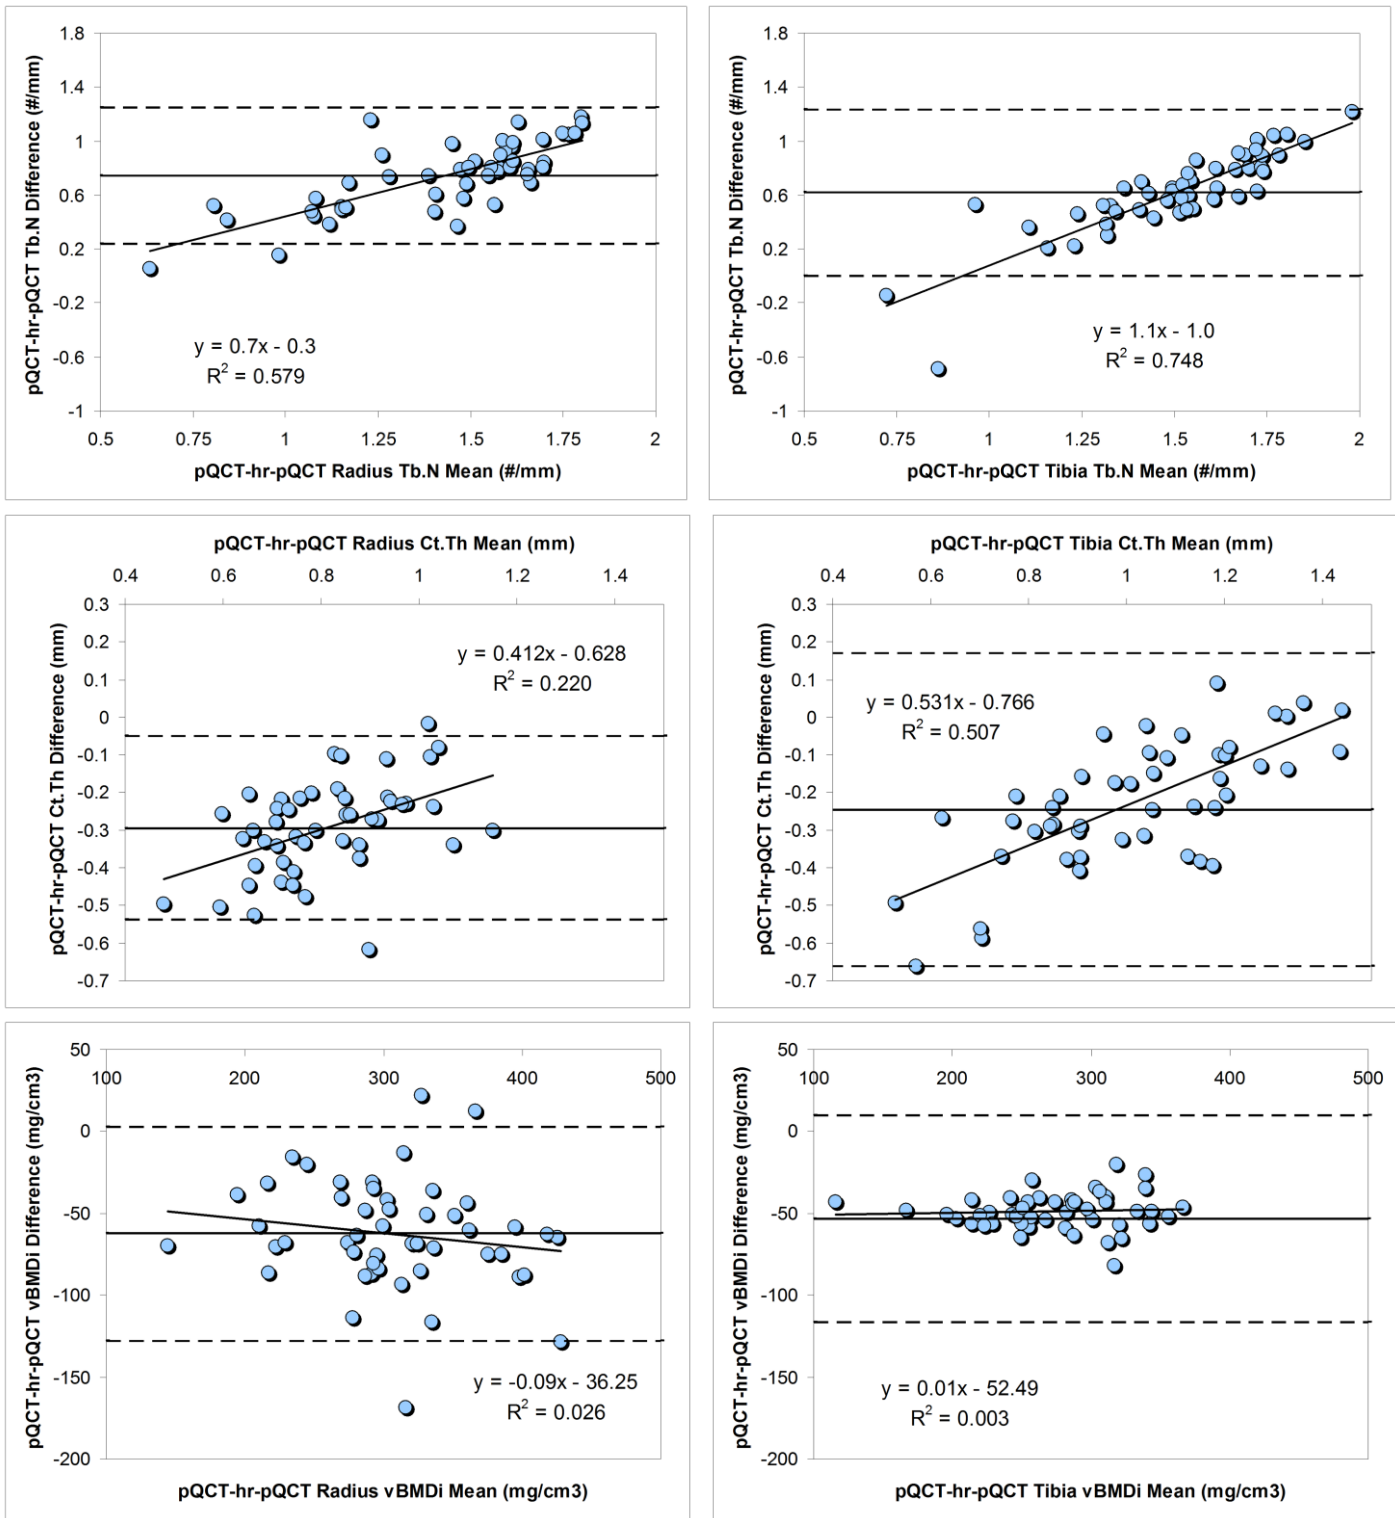 pQCT-hr-pQCT Tb.N Difference (#/mm)
1.8
1.4
1
0.6
0.2
-0.2
-0.6
-1
y = 0.7x - 0.3
R² = 0.579
0.5 0.75 1 1.25 1.5 1.75 2
pQCT-hr-pQCT Radius Tb.N Mean (#/mm)
pQCT-hr-pQCT Tb.N Difference (#/mm)
1.8
1.4
1
0.6
0.2
-0.2
-0.6
-1
y = 1.1x - 1.0
R² = 0.748
0.5 0.75 1 1.25 1.5 1.75 2
pQCT-hr-pQCT Tibia Tb.N Mean (#/mm)
pQCT-hr-pQCT Radius Ct.Th Mean (mm)
0.4 0.6 0.8 1 1.2 1.4
pQCT-hr-pQCT Ct.Th Difference (mm)
0.3
0.2
0.1
0
-0.1
-0.2
-0.3
-0.4
-0.5
-0.6
-0.7
y = 0.412x - 0.628
R² = 0.220
pQCT-hr-pQCT Tibia Ct.Th Mean (mm)
0.4 0.6 0.8 1 1.2 1.4
pQCT-hr-pQCT Ct.Th Difference (mm)
0.3
0.2
0.1
0
-0.1
-0.2
-0.3
-0.4
-0.5
-0.6
-0.7
y = 0.531x - 0.766
R² = 0.507
pQCT-hr-pQCT vBMDi Difference (mg/cm3)
50
0
-50
-100
-150
-200
100 200 300 400 500
y = -0.09x - 36.25
R² = 0.026
pQCT-hr-pQCT Radius vBMDi Mean (mg/cm3)
pQCT-hr-pQCT vBMDi Difference (mg/cm3)
50
0
-50
-100
-150
-200
100 200 300 400 500
y = 0.01x - 52.49
R² = 0.003
pQCT-hr-pQCT Tibia vBMDi Mean (mg/cm3)